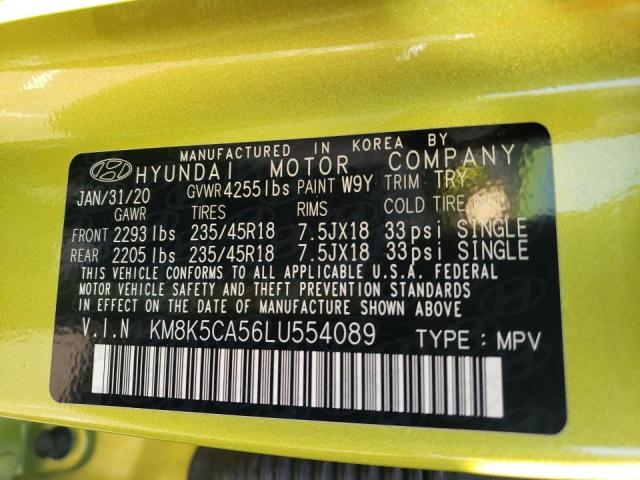 MANUFACTURED IN KOREA BY
HYUNDAI MOTOR COMPANY
JAN/31/20 GVWR 4255lbs PAINT W9Y TRIM TRY
GAWR TIRES RIMS COLD TIRE
FRONT 2293 lbs 235/45R18 7.5JX18 33psi SINGLE
REAR 2205 lbs 235/45R18 7.5JX18 33psi SINGLE
THIS VEHICLE CONFORMS TO ALL APPLICABLE U.S.A. FEDERAL
MOTOR VEHICLE SAFETY AND THEFT PREVENTION STANDARDS
IN EFFECT ON THE DATE OF MANUFACTURE SHOWN ABOVE
V.I.N KM8K5CA56LU554089 TYPE : MPV